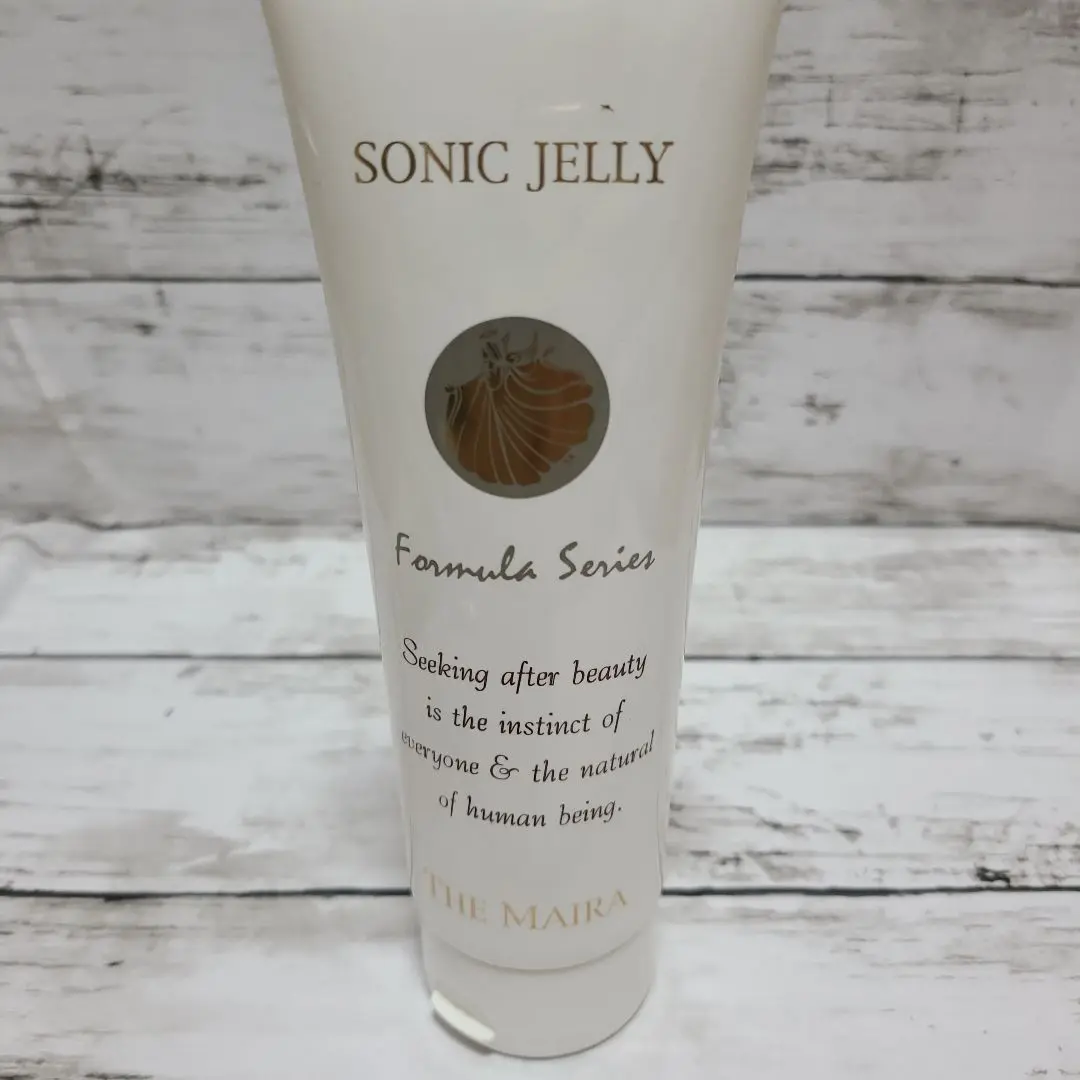 SONIC JELLY
Formula Series
Seeking after beauty
is the instinct of
everyone & the natural
of human being.
THE MAIRA